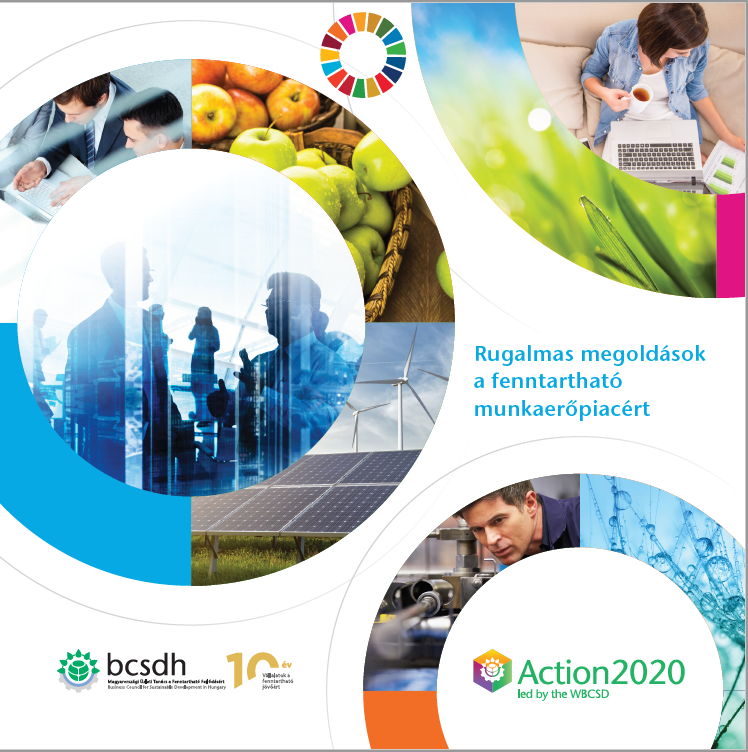 Rugalmas megoldások
a fenntartható
munkaerőpiacért
bcsdh
Magyarországi Üzleti Tanács a Fenntartható Fejlődésért
Business Council for Sustainable Development in Hungary
10 év
Vállalatok a
fenntartható
jövőért
Action2020
led by the WBCSD